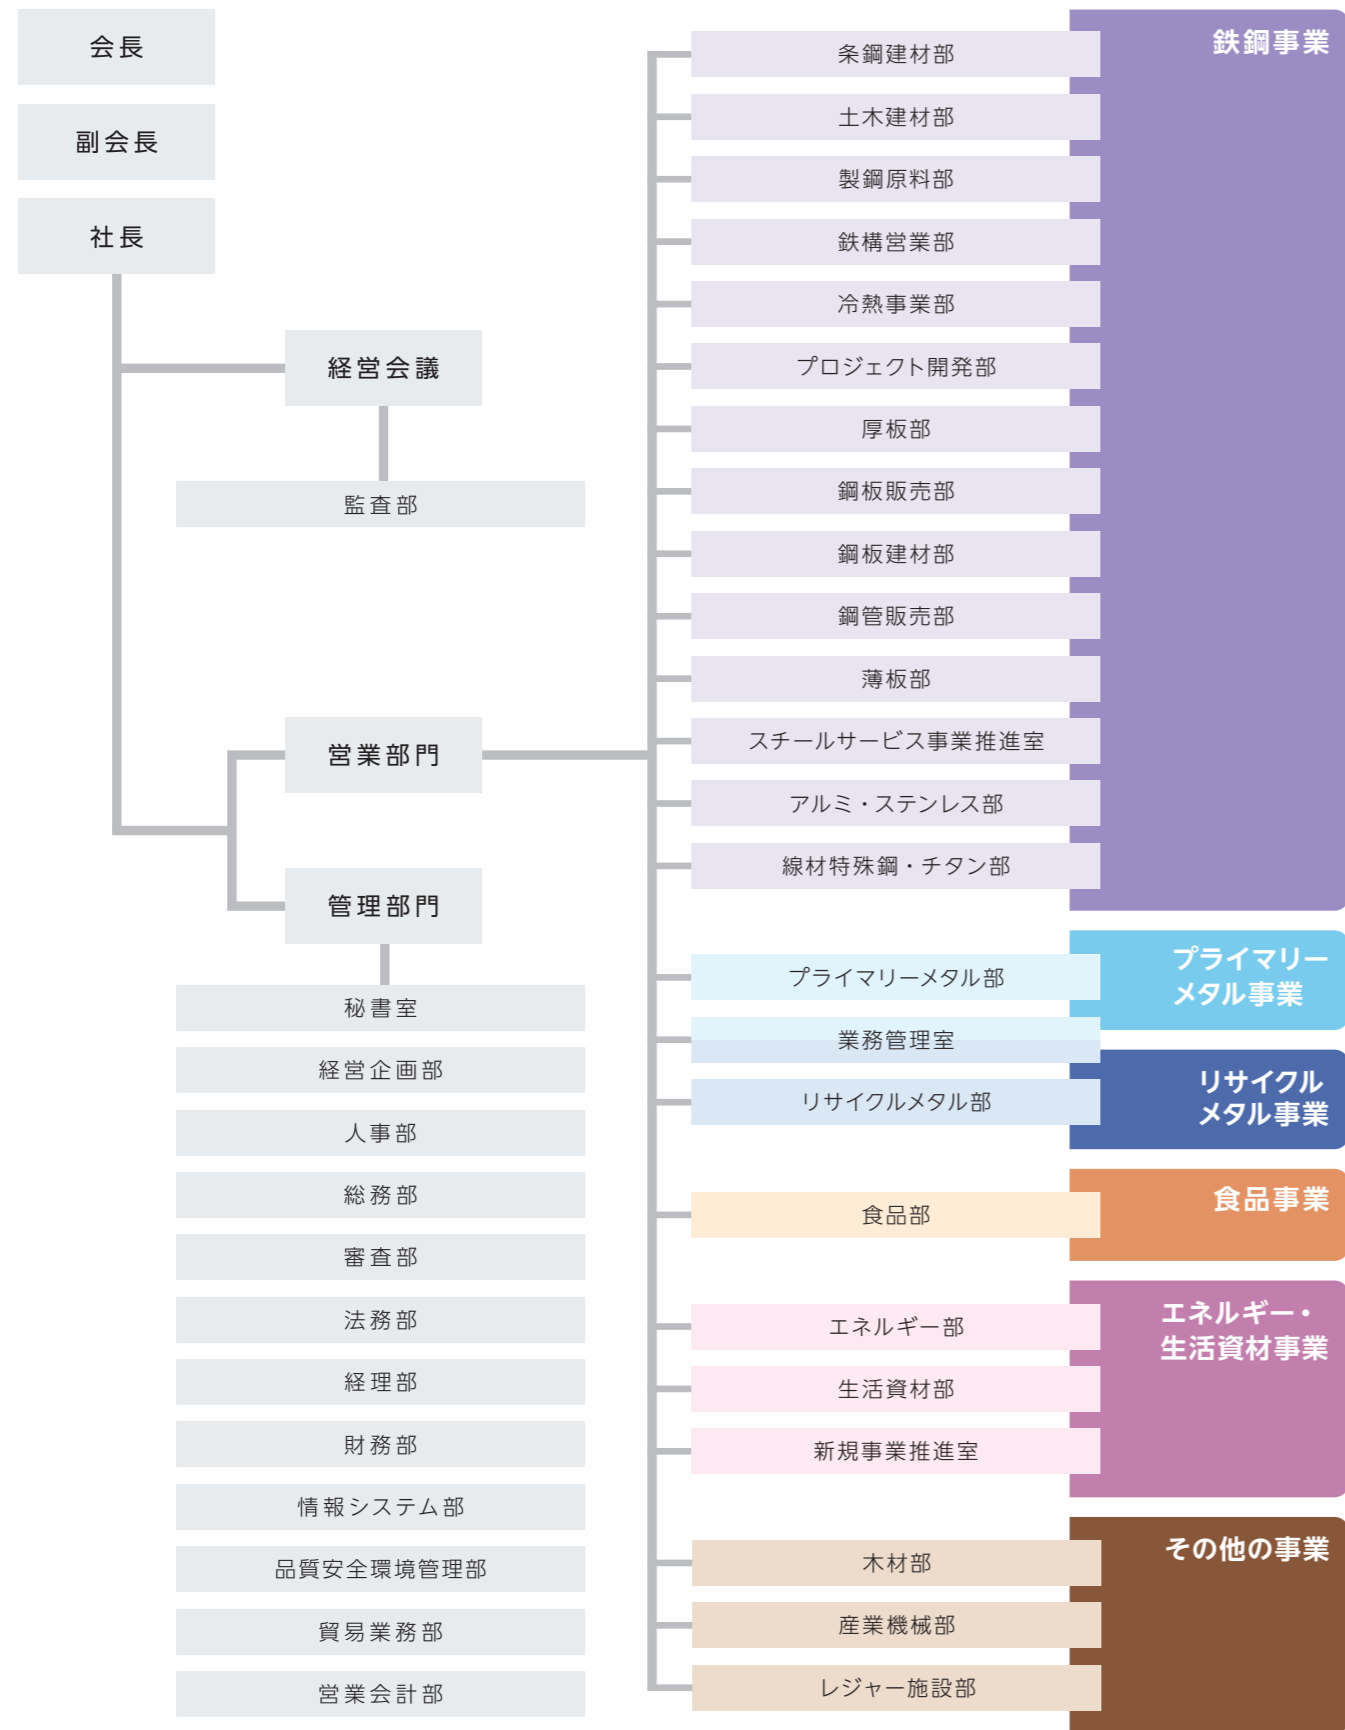 会長
副会長
社長
経営会議
監査部
営業部門
管理部門
秘書室
経営企画部
人事部
総務部
審査部
法務部
経理部
財務部
情報システム部
品質安全環境管理部
貿易業務部
営業会計部
鉄鋼事業
条鋼建材部
土木建材部
製鋼原料部
鉄構営業部
冷熱事業部
プロジェクト開発部
厚板部
鋼板販売部
鋼板建材部
鋼管販売部
薄板部
スチールサービス事業推進室
アルミ・ステンレス部
線材特殊鋼・チタン部
プライマリー
メタル事業
プライマリーメタル部
業務管理室
リサイクル
メタル事業
リサイクルメタル部
食品事業
食品部
エネルギー・
生活資材事業
エネルギー部
生活資材部
新規事業推進室
その他の事業
木材部
産業機械部
レジャー施設部